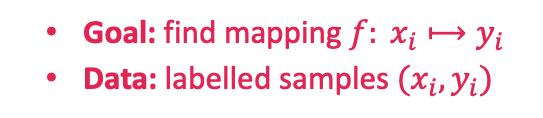 • Goal: find mapping 𝑓: 𝑥ᵢ ⟼ 𝑦ᵢ
• Data: labelled samples (𝑥ᵢ, 𝑦ᵢ)